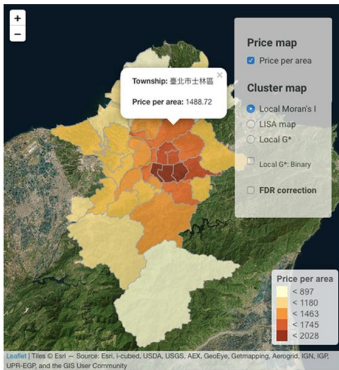 +
−
Price map
Price per area
Cluster map
Local Moran's I
LISA map
Local G*
Local G*: Binary
FDR correction
×
Township: 臺北市士林區
Price per area: 1488.72
Price per area
< 897
< 1180
< 1463
< 1745
< 2028
Leaflet | Tiles © Esri — Source: Esri, i-cubed, USDA, USGS, AEX, GeoEye, Getmapping, Aerogrid, IGN, IGP,
UPR-EGP, and the GIS User Community